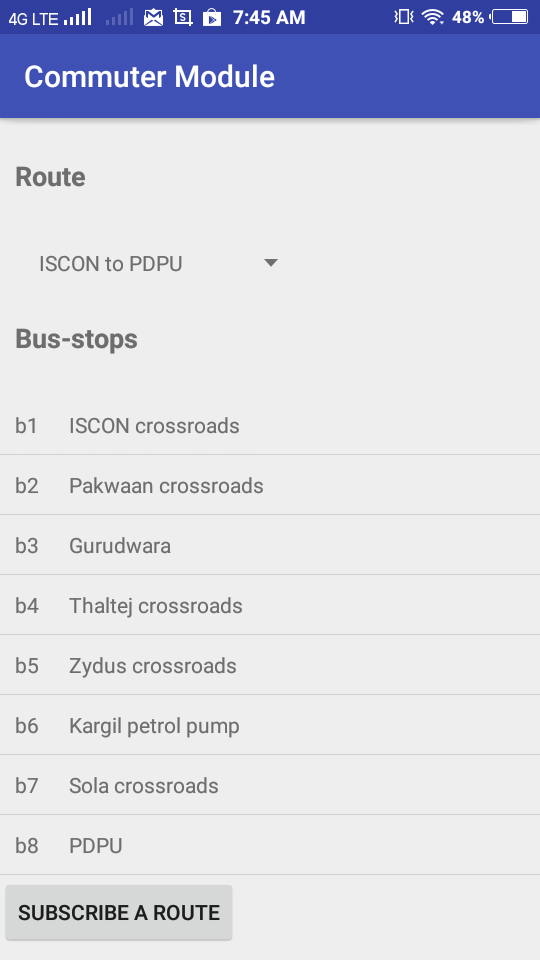 4G LTE 7:45 AM 48%
Commuter Module
Route
ISCON to PDPU
Bus-stops
b1 ISCON crossroads
b2 Pakwaan crossroads
b3 Gurudwara
b4 Thaltej crossroads
b5 Zydus crossroads
b6 Kargil petrol pump
b7 Sola crossroads
b8 PDPU
SUBSCRIBE A ROUTE